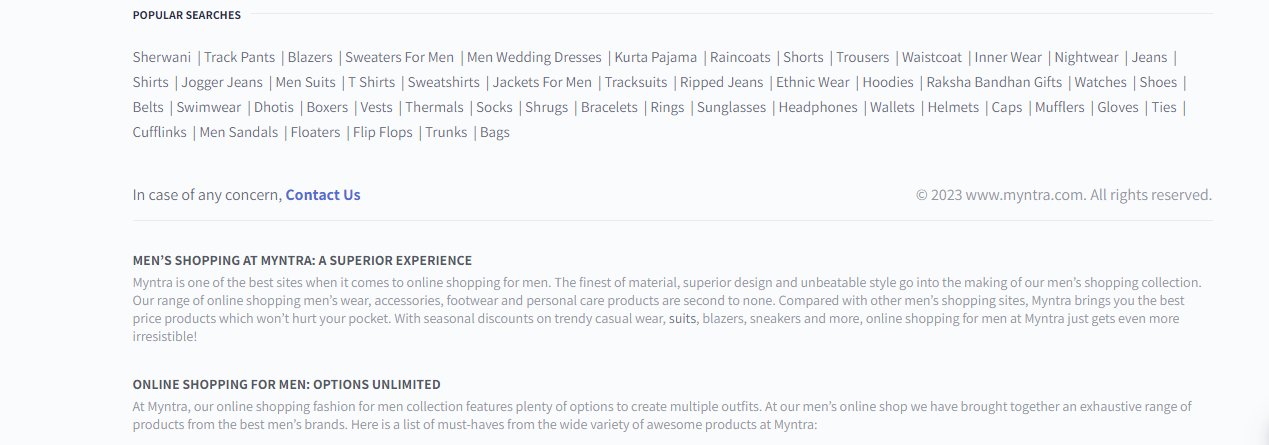 POPULAR SEARCHES
Sherwani | Track Pants | Blazers | Sweaters For Men | Men Wedding Dresses | Kurta Pajama | Raincoats | Shorts | Trousers | Waistcoat | Inner Wear | Nightwear | Jeans |
Shirts | Jogger Jeans | Men Suits | T Shirts | Sweatshirts | Jackets For Men | Tracksuits | Ripped Jeans | Ethnic Wear | Hoodies | Raksha Bandhan Gifts | Watches | Shoes |
Belts | Swimwear | Dhotis | Boxers | Vests | Thermals | Socks | Shrugs | Bracelets | Rings | Sunglasses | Headphones | Wallets | Helmets | Caps | Mufflers | Gloves | Ties |
Cufflinks | Men Sandals | Floaters | Flip Flops | Trunks | Bags
In case of any concern, Contact Us © 2023 www.myntra.com. All rights reserved.
MEN’S SHOPPING AT MYNTRA: A SUPERIOR EXPERIENCE
Myntra is one of the best sites when it comes to online shopping for men. The finest of material, superior design and unbeatable style go into the making of our men’s shopping collection.
Our range of online shopping men’s wear, accessories, footwear and personal care products are second to none. Compared with other men’s shopping sites, Myntra brings you the best
price products which won’t hurt your pocket. With seasonal discounts on trendy casual wear, suits, blazers, sneakers and more, online shopping for men at Myntra just gets even more
irresistible!
ONLINE SHOPPING FOR MEN: OPTIONS UNLIMITED
At Myntra, our online shopping fashion for men collection features plenty of options to create multiple outfits. At our men’s online shop we have brought together an exhaustive range of
products from the best men’s brands. Here is a list of must-haves from the wide variety of awesome products at Myntra: